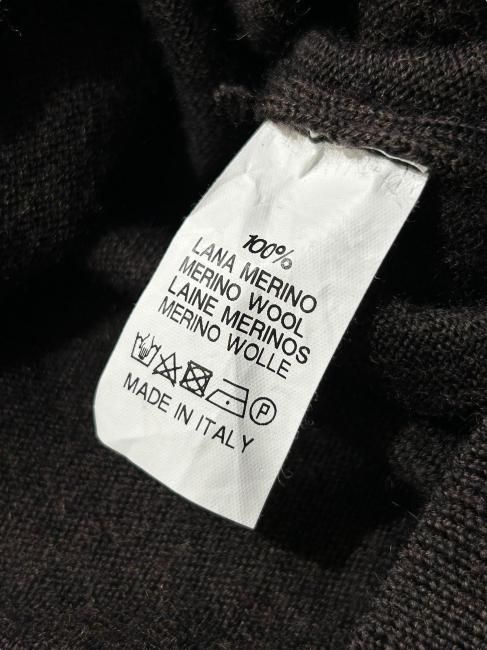 100%
LANA MERINO
MERINO WOOL
LAINE MERINOS
MERINO WOLLE
P
MADE IN ITALY